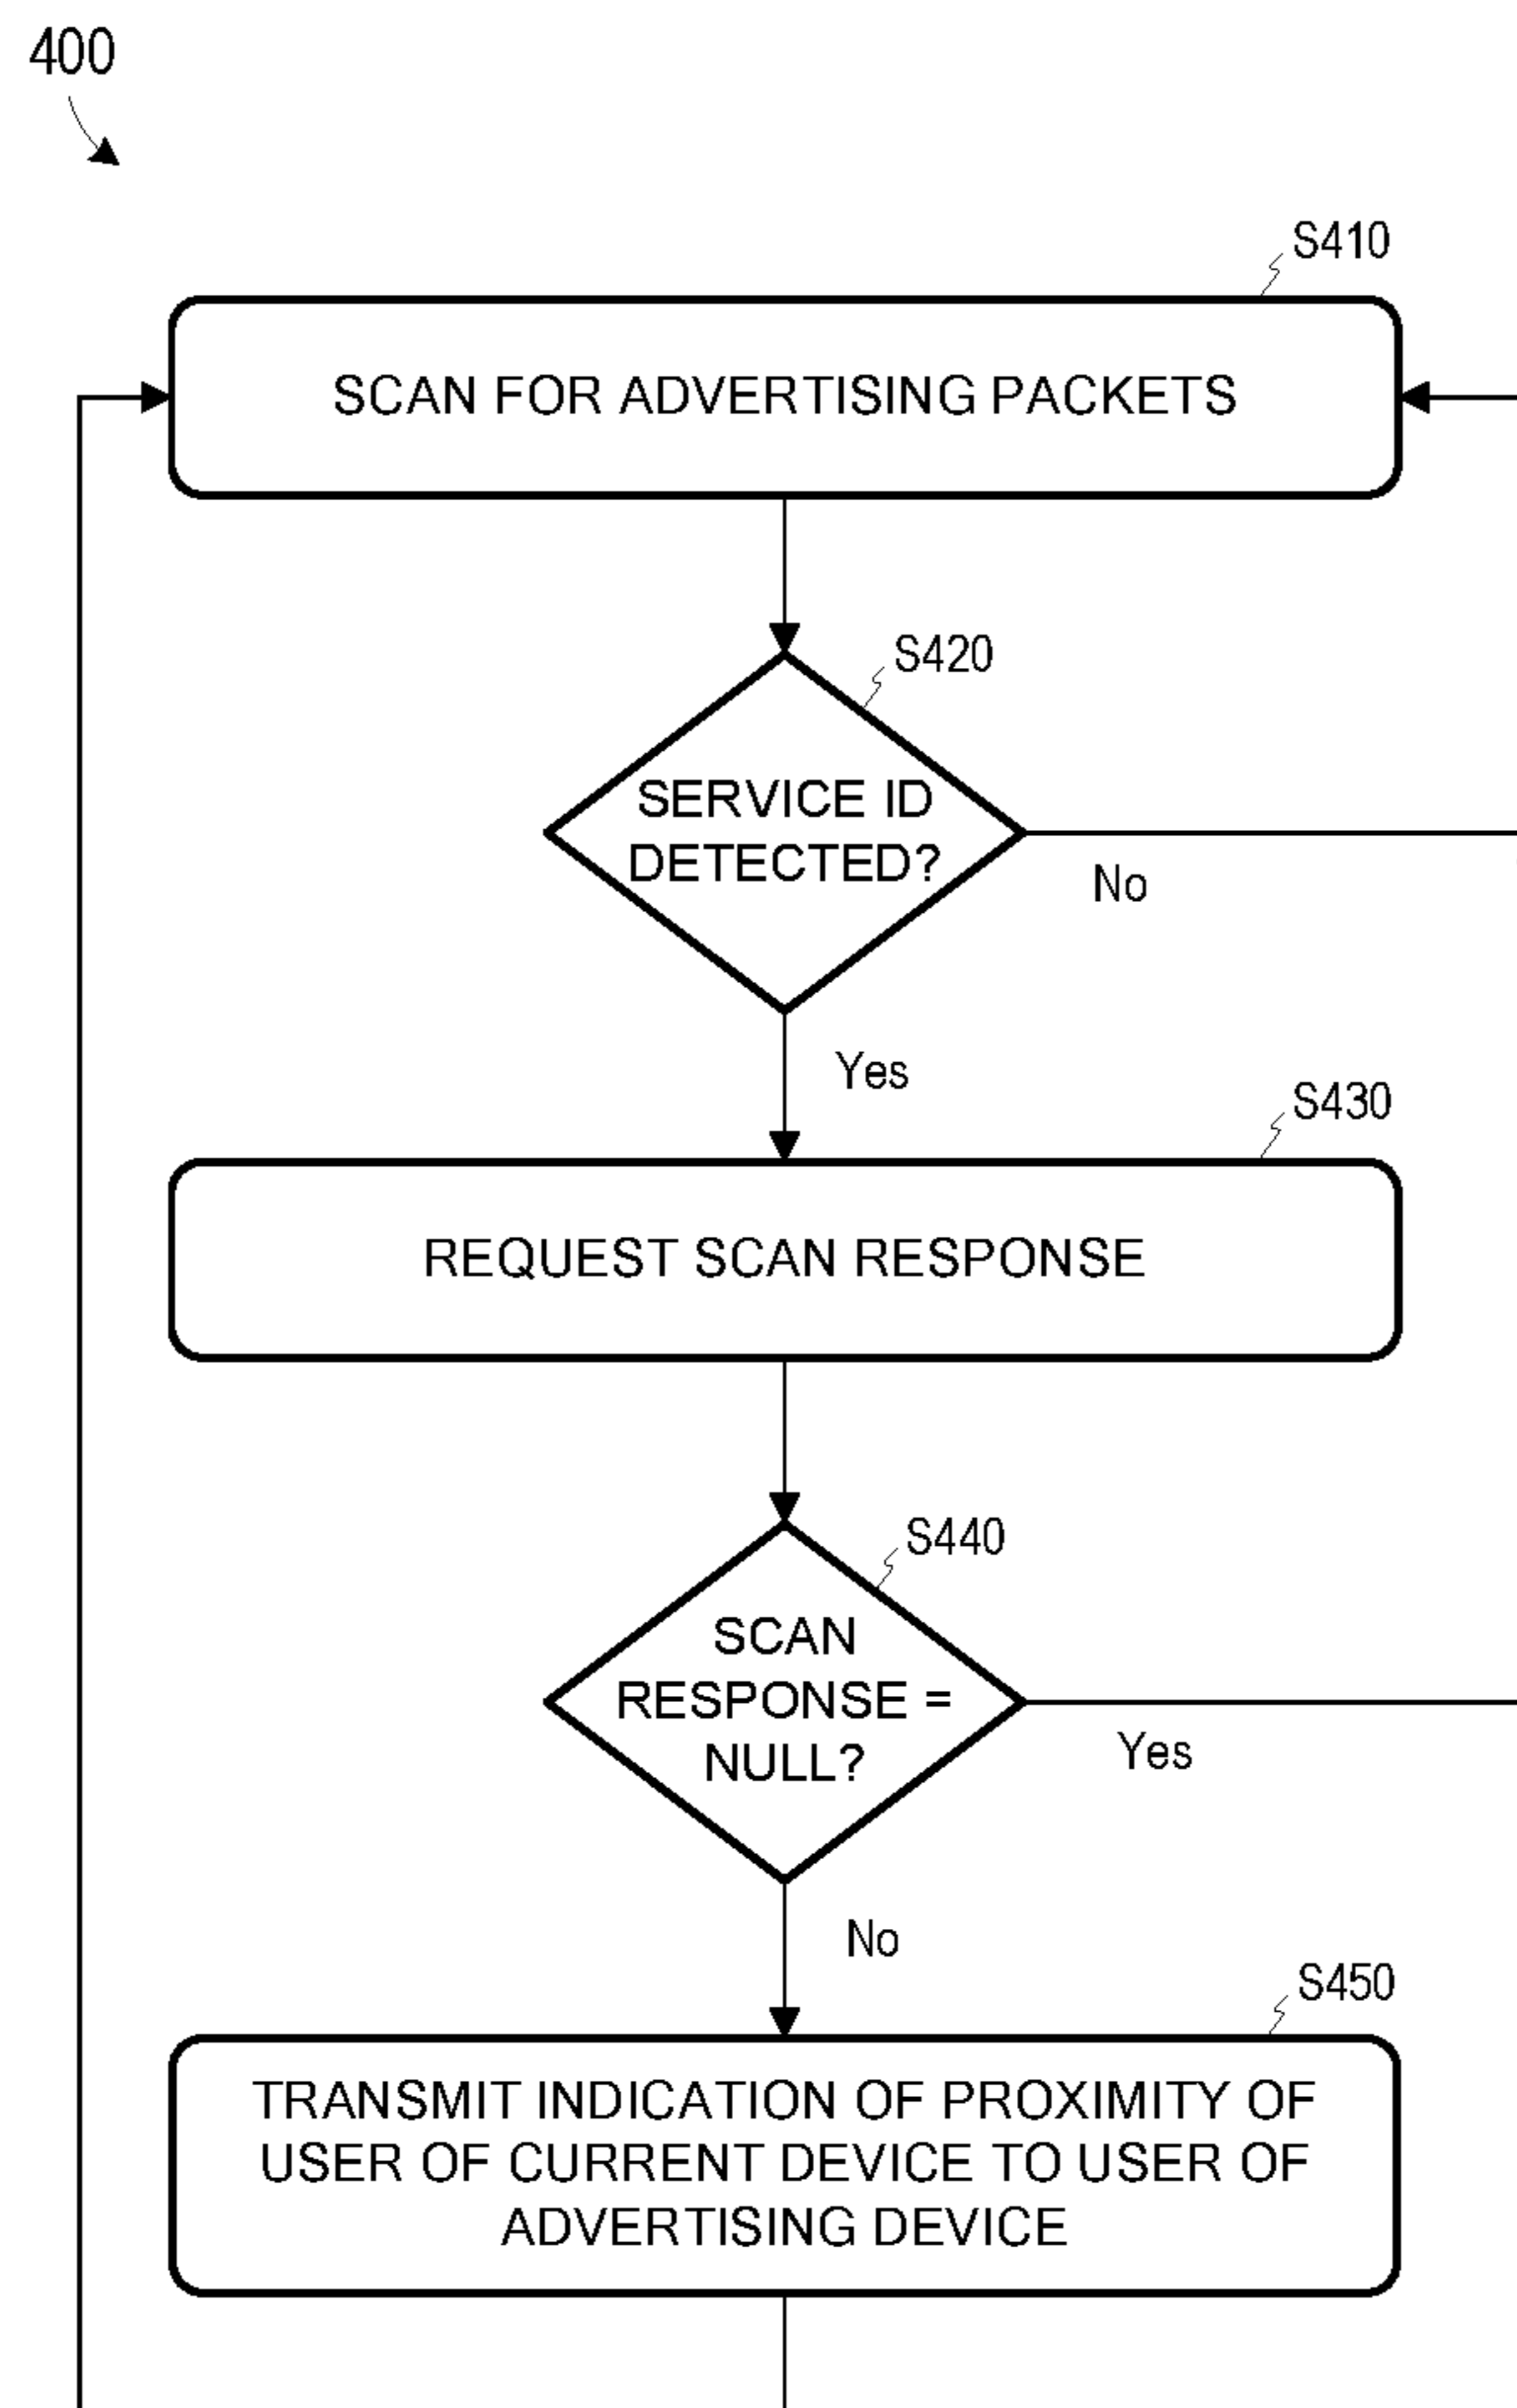 400
S410
SCAN FOR ADVERTISING PACKETS
S420
SERVICE ID
DETECTED?
No
Yes
S430
REQUEST SCAN RESPONSE
S440
SCAN
RESPONSE =
NULL?
Yes
No
S450
TRANSMIT INDICATION OF PROXIMITY OF
USER OF CURRENT DEVICE TO USER OF
ADVERTISING DEVICE